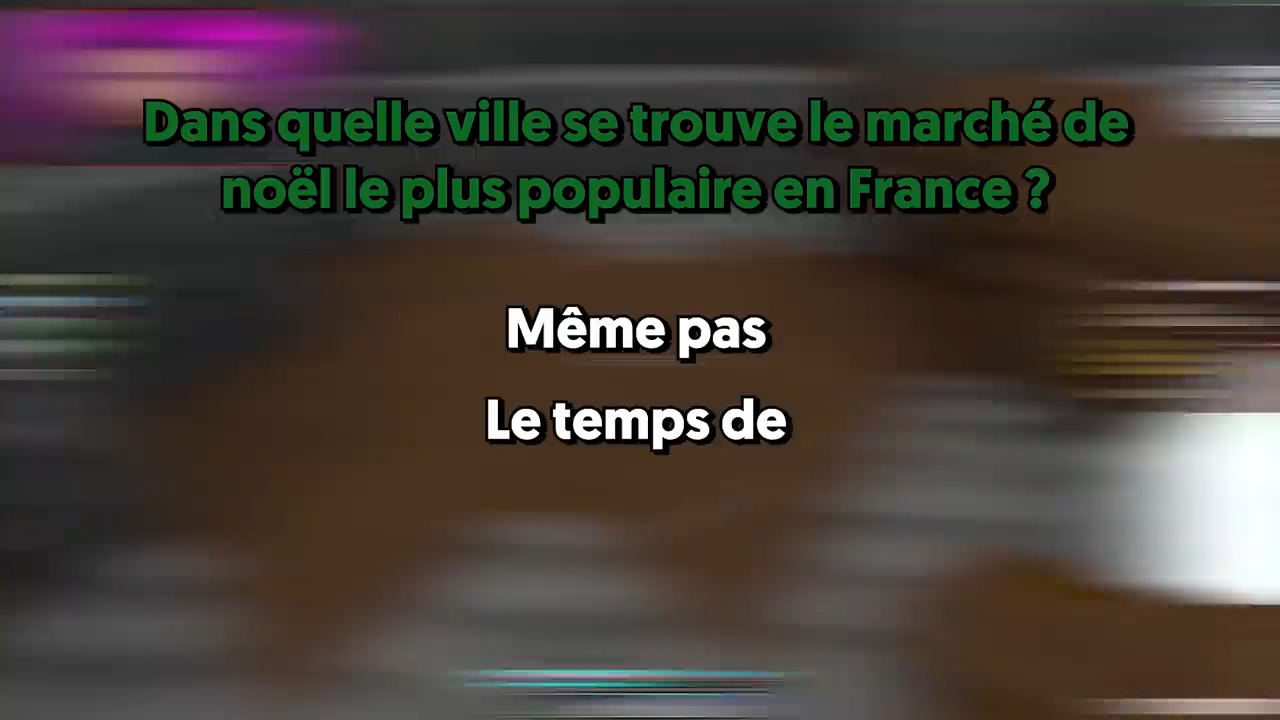 Dans quelle ville se trouve le marché de
noël le plus populaire en France ?
Même pas
Le temps de